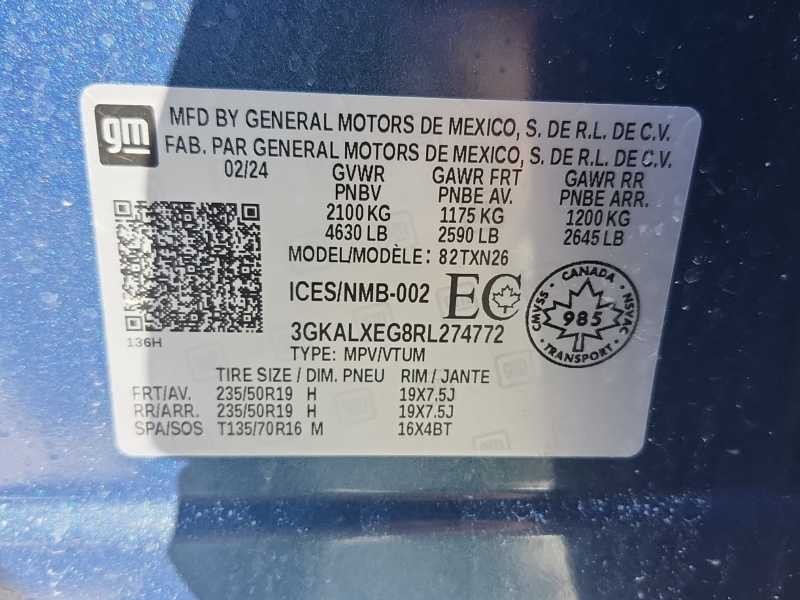 gm
MFD BY GENERAL MOTORS DE MEXICO, S. DE R.L. DE C.V.
FAB. PAR GENERAL MOTORS DE MEXICO, S. DE R.L. DE C.V.
02/24 GVWR GAWR FRT GAWR RR
PNBV PNBE AV. PNBE ARR.
2100 KG 1175 KG 1200 KG
4630 LB 2590 LB 2645 LB
MODEL/MODÈLE: 82TXN26
ICES/NMB-002 EC
CANADA
CMVSS 985 NSVAC
TRANSPORT
136H
3GKALXEG8RL274772
TYPE: MPV/VTUM
TIRE SIZE / DIM. PNEU RIM / JANTE
FRT/AV. 235/50R19 H 19X7.5J
RR/ARR. 235/50R19 H 19X7.5J
SPA/SOS T135/70R16 M 16X4BT